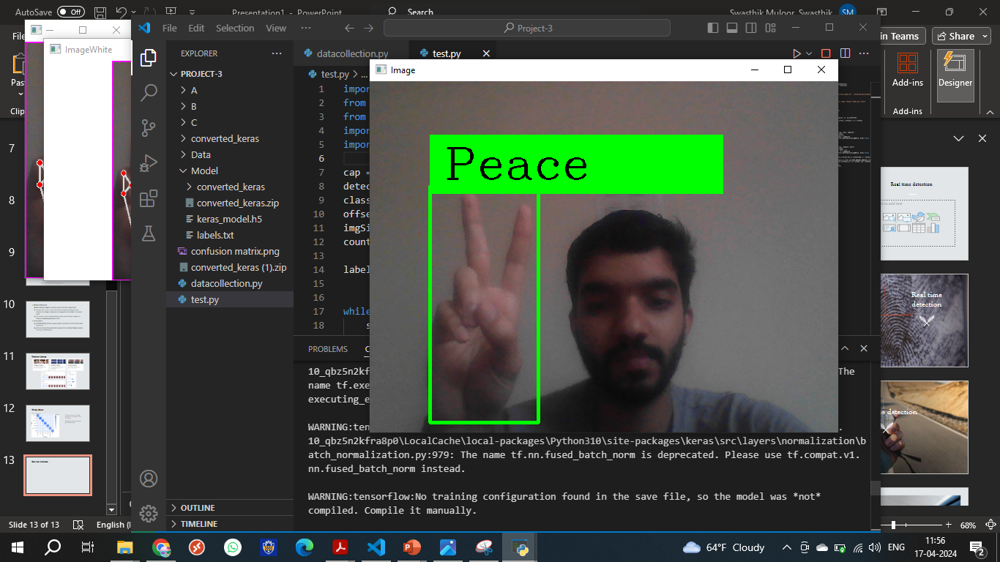 AutoSave Off
Presentation1 - PowerPoint
Search
Swasthik Muloor, Swasthik SM
File Edit Selection View ...
Project-3
in Teams
Share
ImageWhite
EXPLORER
datacollection.py
test.py
Add-ins
Designer
Add-ins
PROJECT-3
A
B
C
converted_keras
Data
Model
converted_keras
converted_keras.zip
keras_model.h5
labels.txt
confusion matrix.png
converted_keras (1).zip
datacollection.py
test.py
OUTLINE
TIMELINE
test.py > ...
1 impor
2 from
3 from
4 impor
5 impor
6
7 cap =
8 detec
9 class
10 offse
11 imgSi
12 count
13
14 label
15
16
17 while
18 s
Image
Peace
PROBLEMS
10_qbz5n2kf
The
name tf.exe
executing_e
WARNING:ten
10_qbz5n2kfra8p0\LocalCache\local-packages\Python310\site-packages\keras\src\layers\normalization\b
atch_normalization.py:979: The name tf.nn.fused_batch_norm is deprecated. Please use tf.compat.v1.
nn.fused_batch_norm instead.
WARNING:tensorflow:No training configuration found in the save file, so the model was *not*
compiled. Compile it manually.
7
8
9
10
11
12
13
Real time detection
Real time
detection
detection
Slide 13 of 13
English (
68%
64°F Cloudy
ENG
11:56
17-04-2024
2